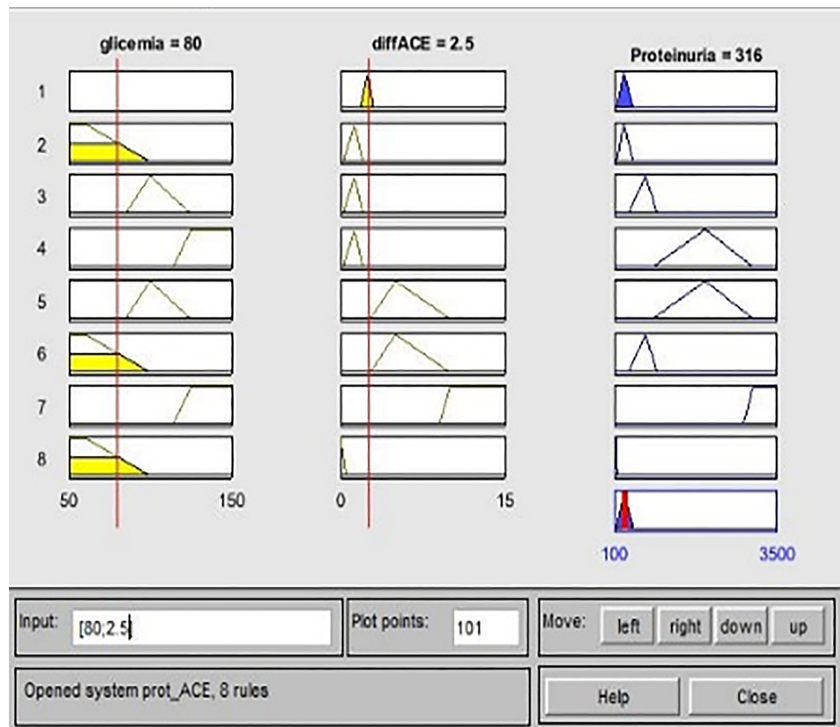 glicemia = 80
diffACE = 2.5
Proteinuria = 316
1
2
3
4
5
6
7
8
50
150
0
15
100
3500
Input:
[80;2.5]
Plot points:
101
Move:
left
right
down
up
Opened system prot_ACE, 8 rules
Help
Close